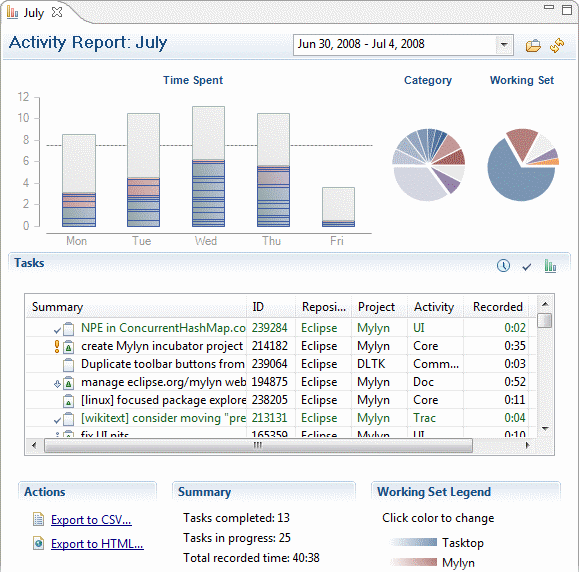 July
Activity Report: July
Jun 30, 2008 - Jul 4, 2008
Time Spent
Category
Working Set
12
10
8
6
4
2
0
Mon Tue Wed Thu Fri
Tasks
Summary ID Reposi... Project Activity Recorded
NPE in ConcurrentHashMap.co 239284 Eclipse Mylyn UI 0:02
create Mylyn incubator project 214182 Eclipse Mylyn Core 0:35
Duplicate toolbar buttons from 239064 Eclipse DLTK Comm... 0:03
manage eclipse.org/mylyn web 194875 Eclipse Mylyn Doc 0:52
[linux] focused package explore 238205 Eclipse Mylyn Core 0:11
[wikitext] consider moving "pre 213131 Eclipse Mylyn Trac 0:04
fix UI nits 165359 Eclipse Mylyn UI 0:10
Actions
Export to CSV...
Export to HTML...
Summary
Tasks completed: 13
Tasks in progress: 25
Total recorded time: 40:38
Working Set Legend
Click color to change
Tasktop
Mylyn